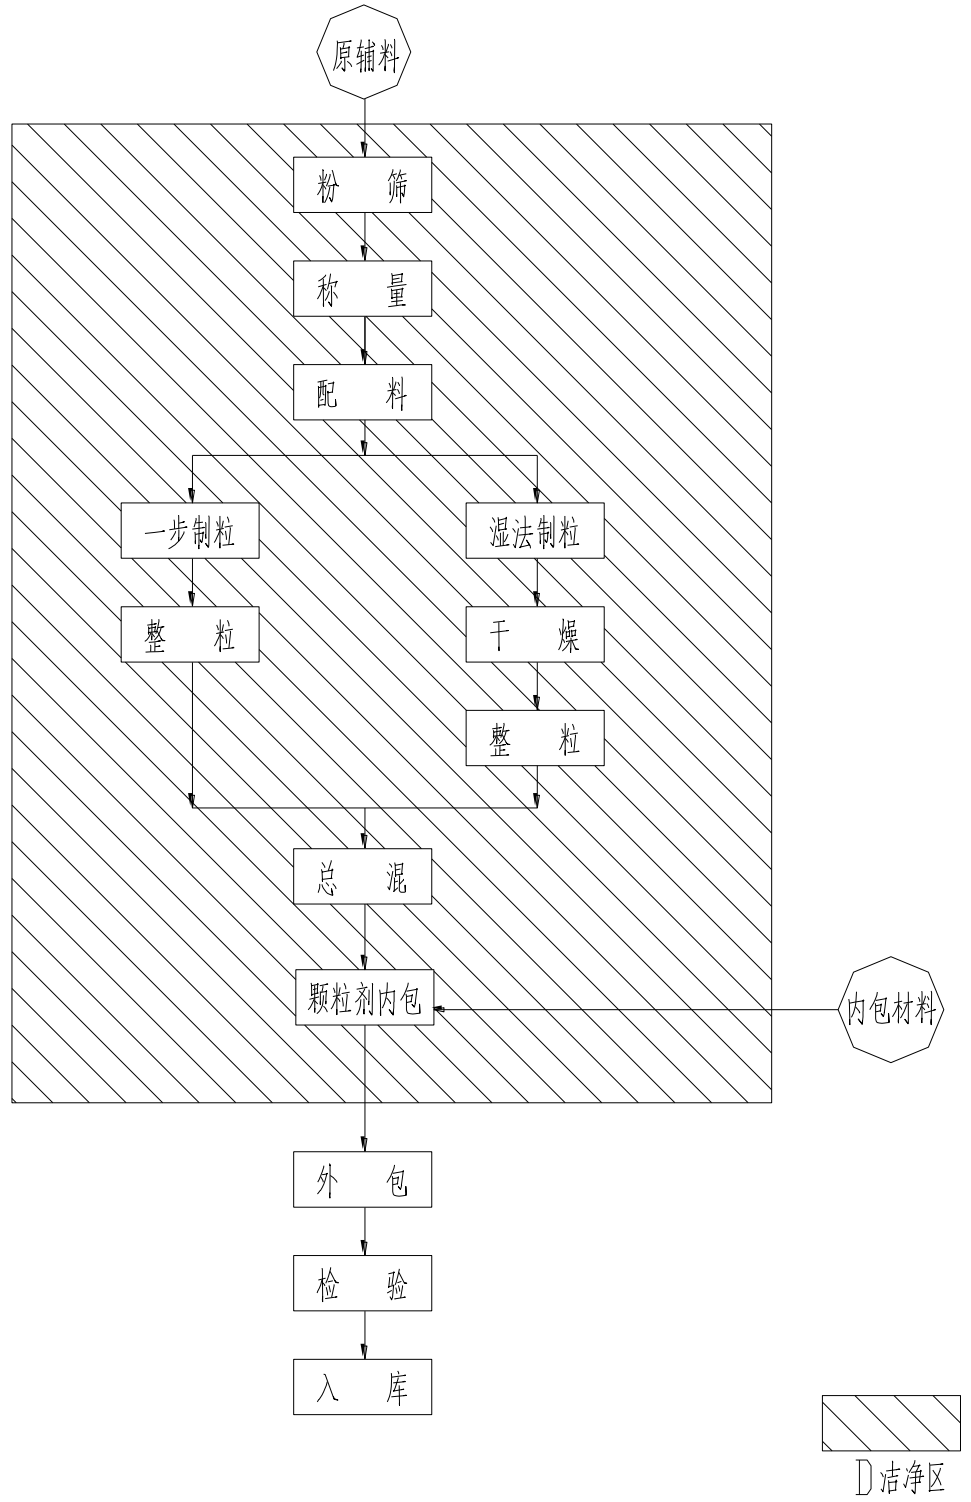 原辅料
粉 筛
称 量
配 料
一步制粒
湿法制粒
整 粒
干 燥
整 粒
总 混
颗粒剂内包
内包材料
外 包
检 验
入 库
D洁净区